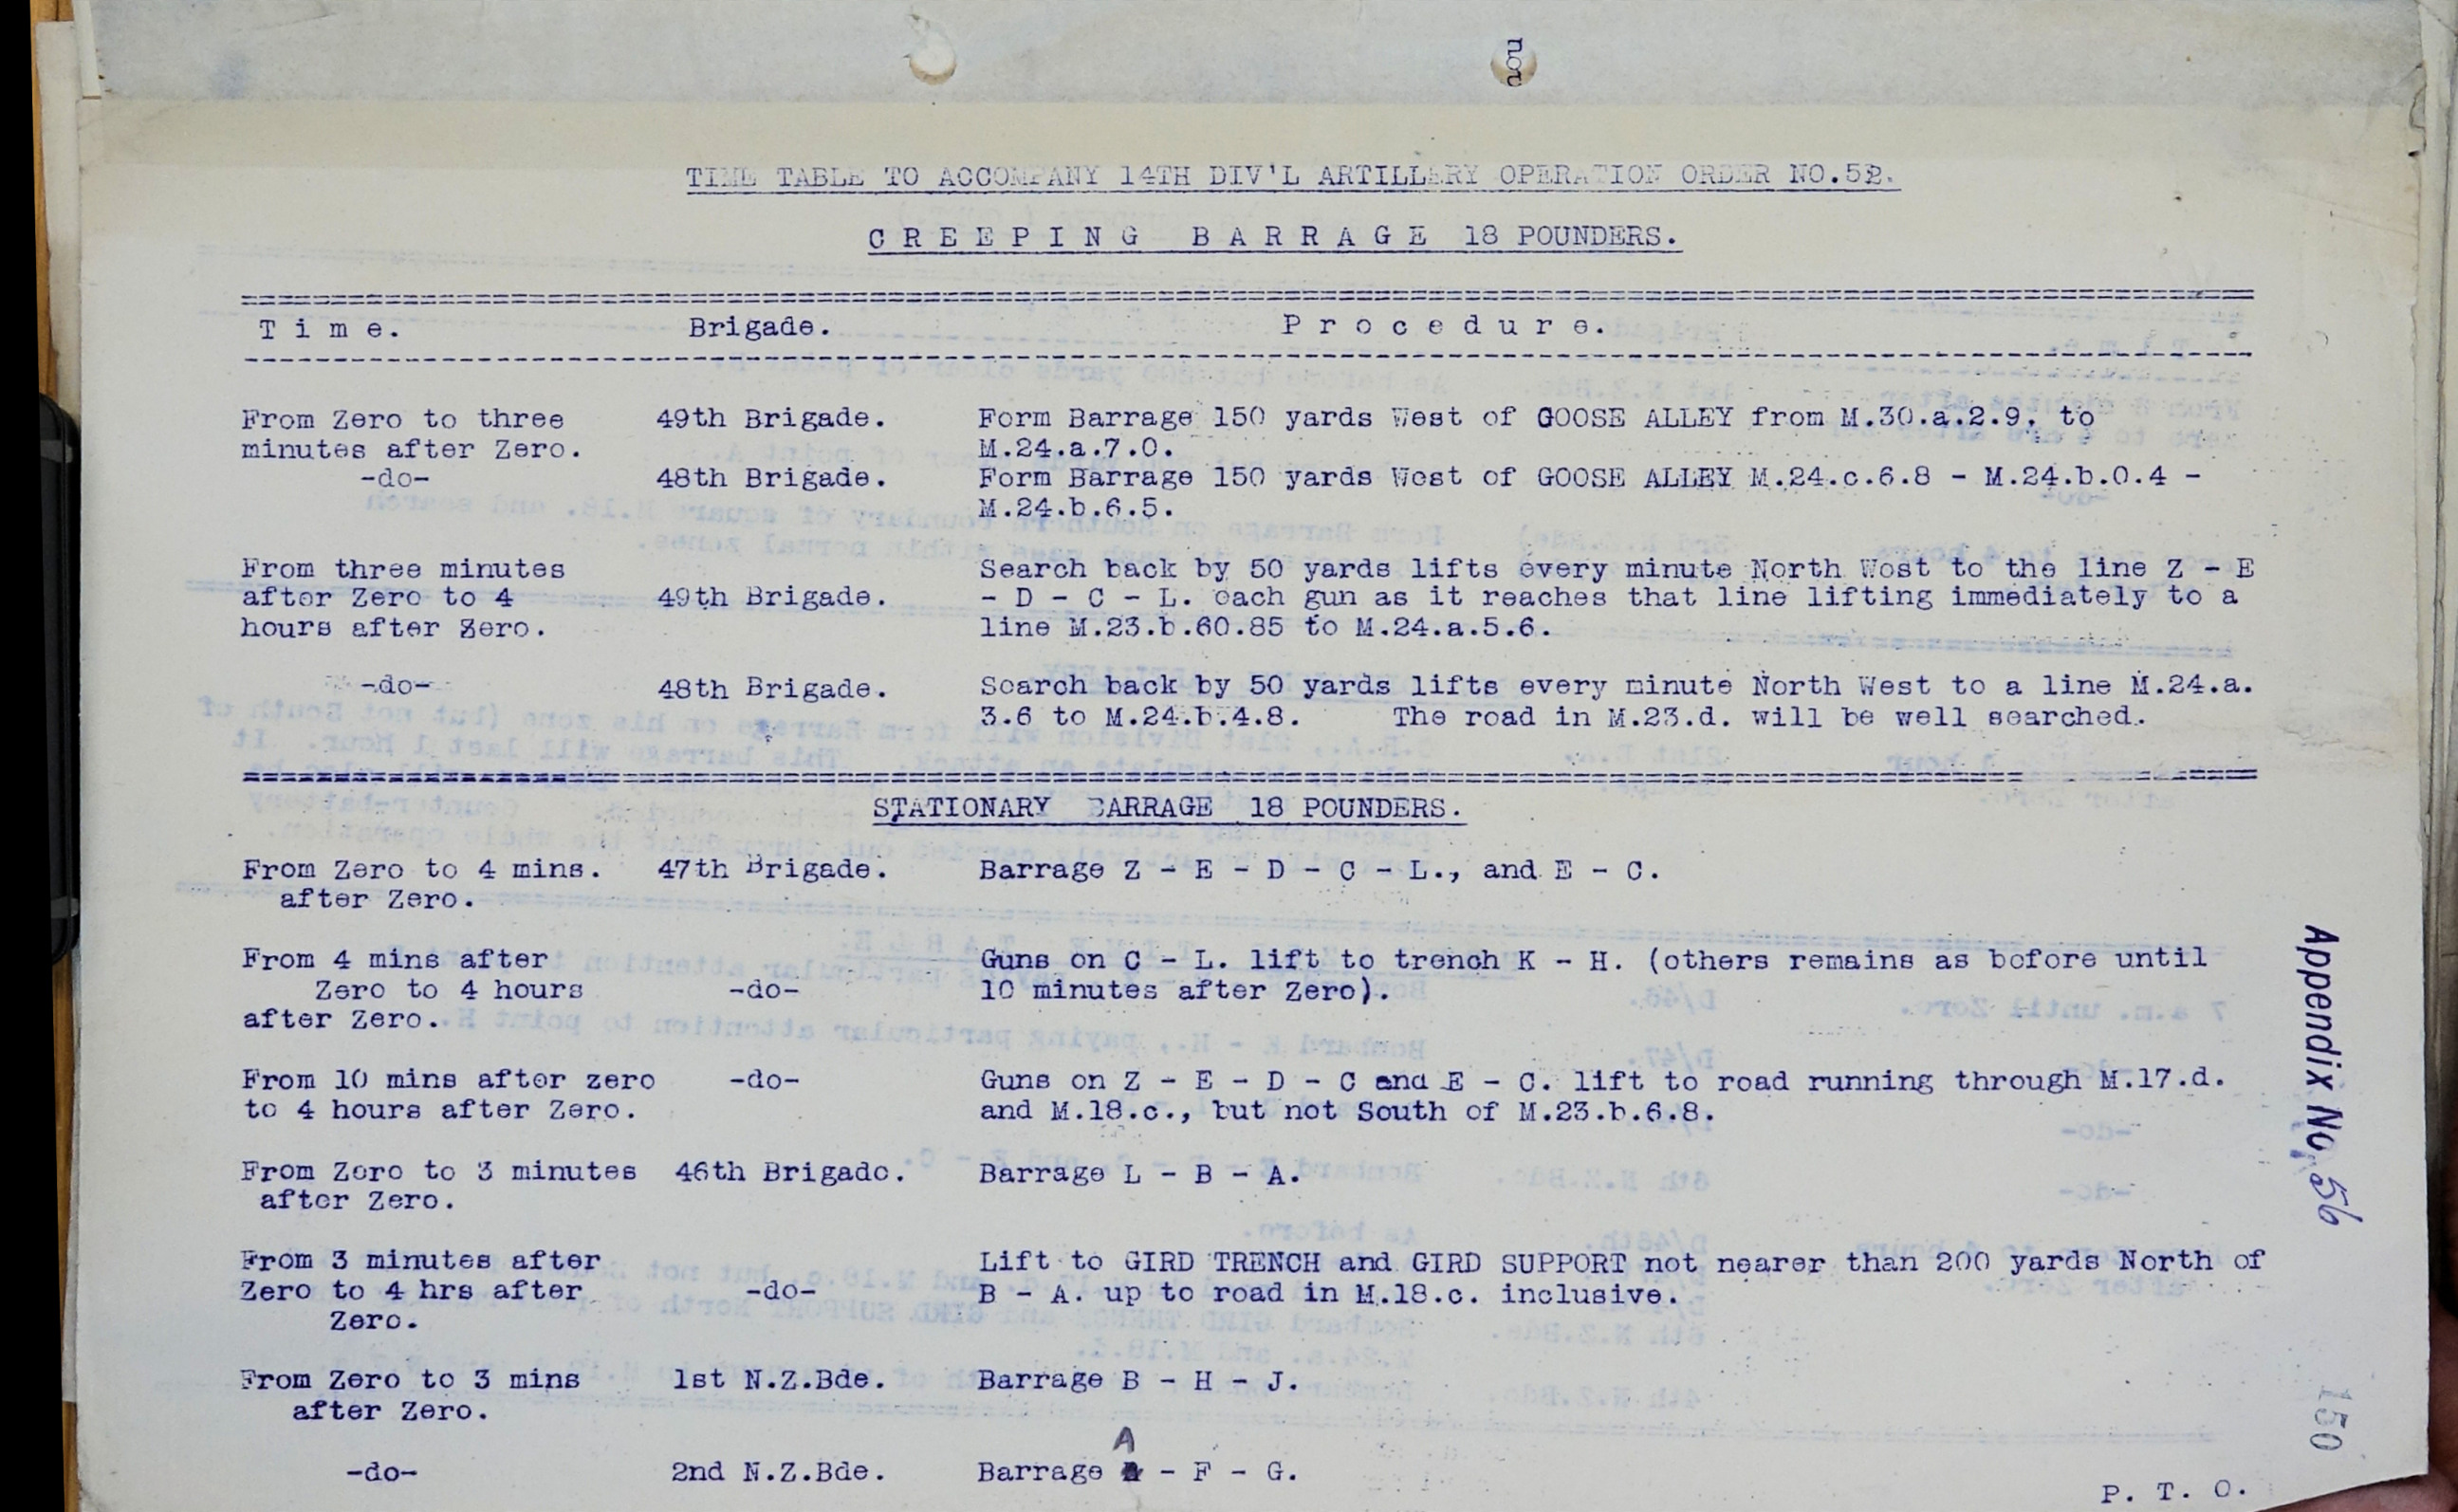 TIME TABLE TO ACCOMPANY 14TH DIV'L ARTILLERY OPERATION ORDER NO.52.
C R E E P I N G   B A R R A G E  18 POUNDERS.
T i m e.   Brigade.   P r o c e d u r e.
From Zero to three   49th Brigade.   Form Barrage 150 yards West of GOOSE ALLEY from M.30.a.2.9. to
minutes after Zero.   M.24.a.7.0.
-do-   48th Brigade.   Form Barrage 150 yards West of GOOSE ALLEY M.24.c.6.8 - M.24.b.0.4 -
M.24.b.6.5.
From three minutes   Search back by 50 yards lifts every minute North West to the line Z - E
after Zero to 4   49th Brigade.   - D - C - L. each gun as it reaches that line lifting immediately to a
hours after Zero.   line M.23.b.60.85 to M.24.a.5.6.
-do-   48th Brigade.   Search back by 50 yards lifts every minute North West to a line M.24.a.
3.6 to M.24.b.4.8.   The road in M.23.d. will be well searched.
STATIONARY BARRAGE 18 POUNDERS.
From Zero to 4 mins.   47th Brigade.   Barrage Z - E - D - C - L., and E - C.
after Zero.
From 4 mins after   Guns on C - L. lift to trench K - H. (others remains as before until
Zero to 4 hours   -do-   10 minutes after Zero).
after Zero.
From 10 mins after zero   -do-   Guns on Z - E - D - C and E - C. lift to road running through M.17.d.
to 4 hours after Zero.   and M.18.c., but not South of M.23.b.6.8.
From Zero to 3 minutes   46th Brigade.   Barrage L - B - A.
after Zero.
From 3 minutes after   Lift to GIRD TRENCH and GIRD SUPPORT not nearer than 200 yards North of
Zero to 4 hrs after   -do-   B - A. up to road in M.18.c. inclusive.
Zero.
From Zero to 3 mins   1st N.Z.Bde.   Barrage B - H - J.
after Zero.
A
-do-   2nd N.Z.Bde.   Barrage - F - G.
P. T. O.
Appendix No. 56
150